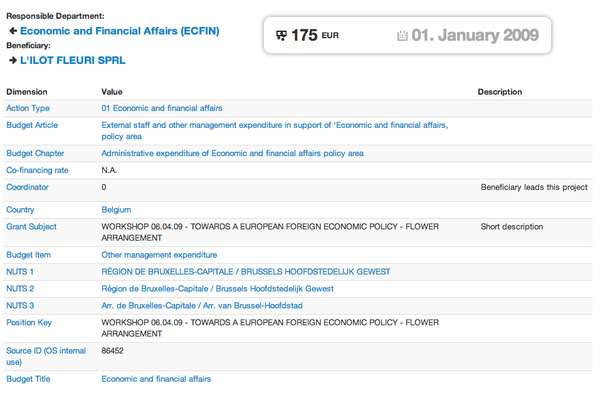 Responsible Department:
Economic and Financial Affairs (ECFIN)
Beneficiary:
L'ILOT FLEURI SPRL
175 EUR
01. January 2009
Dimension Value Description
Action Type 01 Economic and financial affairs
Budget Article External staff and other management expenditure in support of ‘Economic and financial affairs,
policy area
Budget Chapter Administrative expenditure of Economic and financial affairs policy area
Co-financing rate N.A.
Coordinator 0 Beneficiary leads this project
Country Belgium
Grant Subject WORKSHOP 06.04.09 - TOWARDS A EUROPEAN FOREIGN ECONOMIC POLICY - FLOWER Short description
ARRANGEMENT
Budget Item Other management expenditure
NUTS 1 RÉGION DE BRUXELLES-CAPITALE / BRUSSELS HOOFDSTEDELIJK GEWEST
NUTS 2 Région de Bruxelles-Capitale / Brussels Hoofdstedelijk Gewest
NUTS 3 Arr. de Bruxelles-Capitale / Arr. van Brussel-Hoofdstad
Position Key WORKSHOP 06.04.09 - TOWARDS A EUROPEAN FOREIGN ECONOMIC POLICY - FLOWER
ARRANGEMENT
Source ID (OS internal 86452
use)
Budget Title Economic and financial affairs